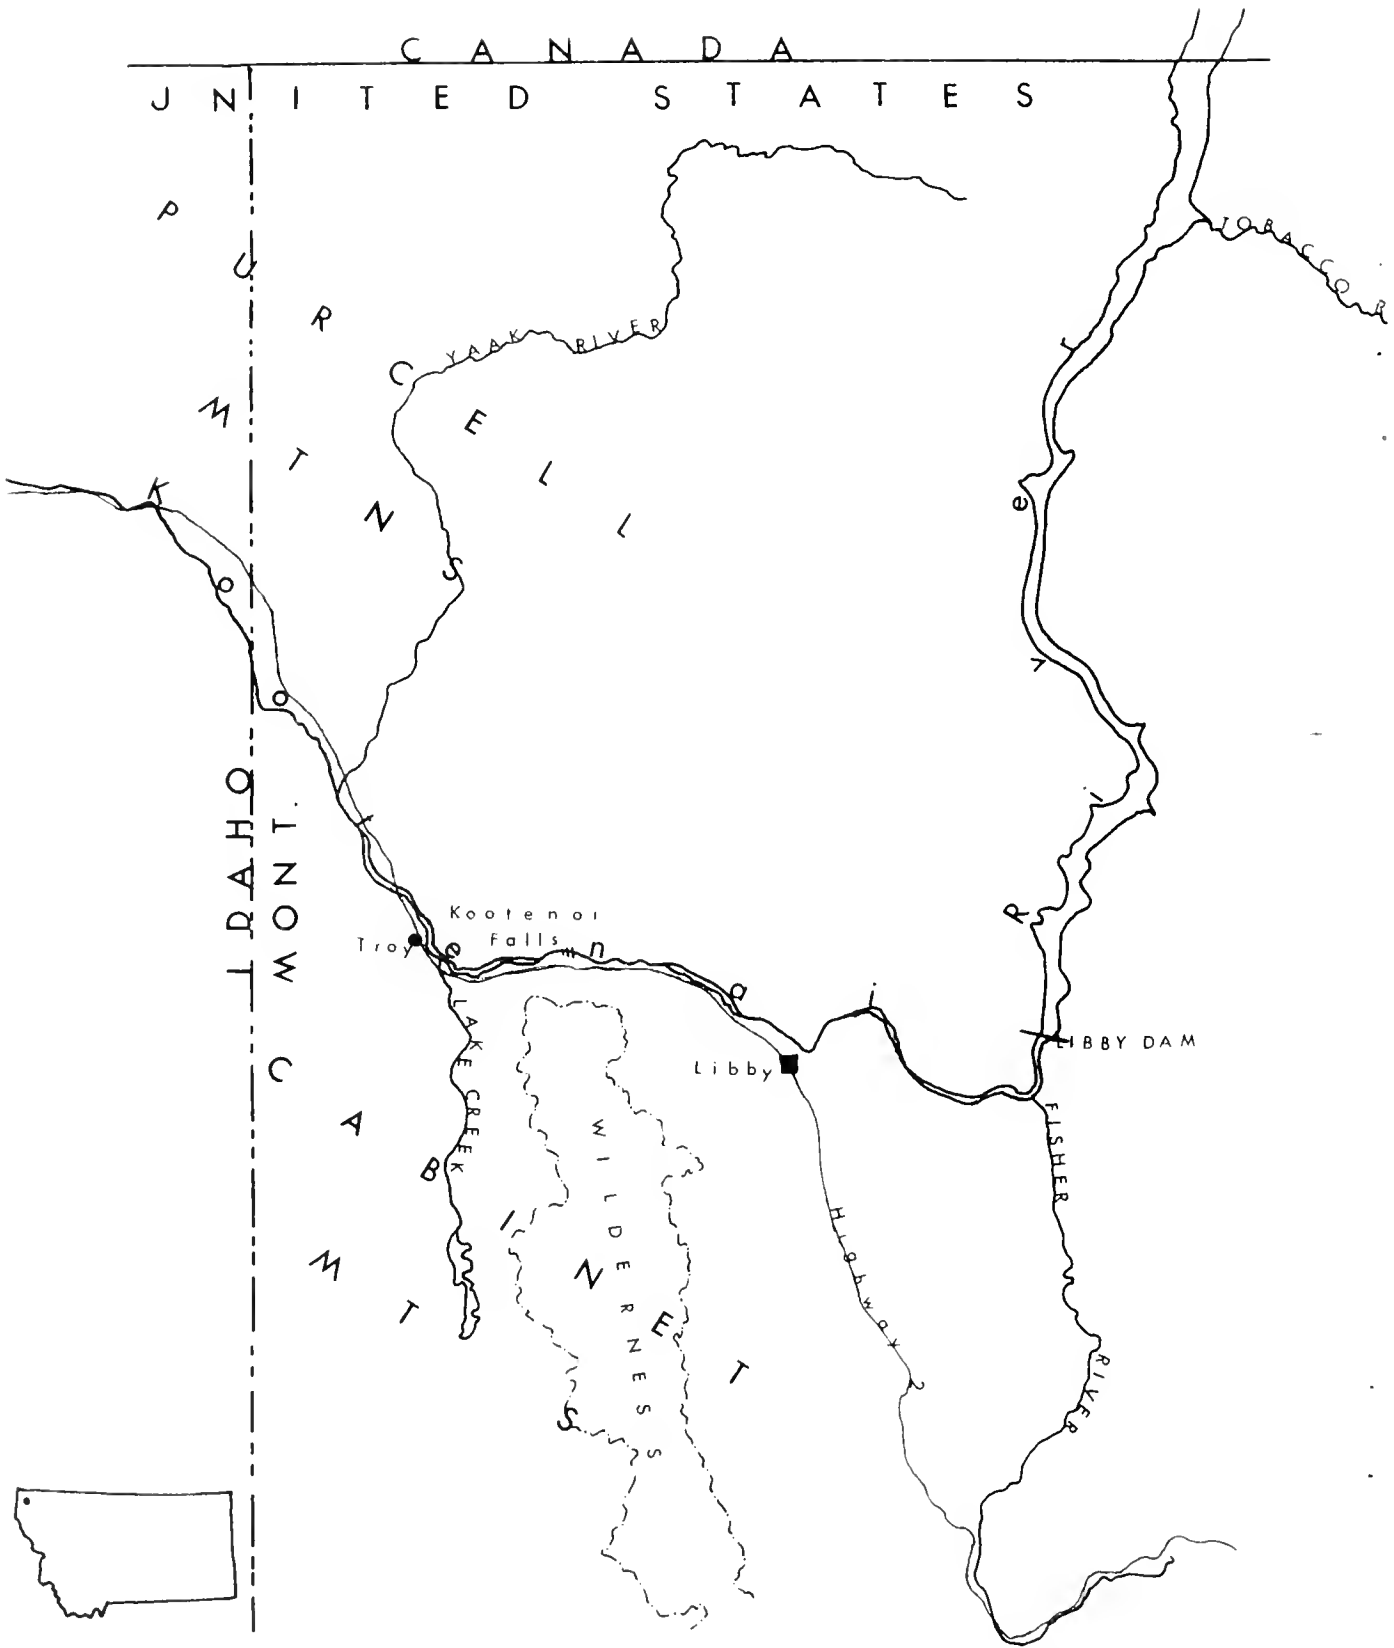 CANADA
JNITED STATES
PURCELL
MTNS
YAAK RIVER
TOBACCO R
Kootenai River
IDAHO
MONT.
Kootenai
Falls
Troy
LIBBY DAM
Libby
LAKE CREEK
FISHER RIVER
CABINET
MTS
WILDERNESS
Highway 2